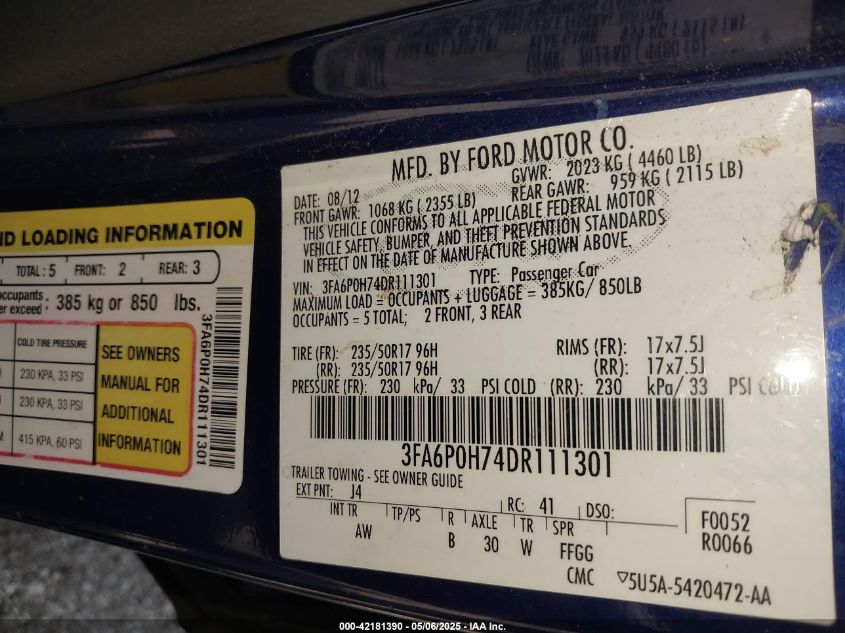 ND LOADING INFORMATION
TOTAL: 5 FRONT: 2 REAR: 3
occupants
er exceed : 385 kg or 850 lbs.
COLD TIRE PRESSURE
230 KPA, 33 PSI
230 KPA, 33 PSI
415 KPA, 60 PSI
SEE OWNERS
MANUAL FOR
ADDITIONAL
INFORMATION
3FA6P0H74DR111301
MFD. BY FORD MOTOR CO.
DATE: 08/12 GVWR: 2023 KG ( 4460 LB)
FRONT GAWR: 1068 KG ( 2355 LB) REAR GAWR: 959 KG ( 2115 LB)
THIS VEHICLE CONFORMS TO ALL APPLICABLE FEDERAL MOTOR
VEHICLE SAFETY, BUMPER, AND THEFT PREVENTION STANDARDS
IN EFFECT ON THE DATE OF MANUFACTURE SHOWN ABOVE.
VIN: 3FA6P0H74DR111301 TYPE: Passenger Car
MAXIMUM LOAD = OCCUPANTS + LUGGAGE = 385KG/ 850LB
OCCUPANTS = 5 TOTAL; 2 FRONT, 3 REAR
TIRE (FR): 235/50R17 96H RIMS (FR): 17x7.5J
(RR): 235/50R17 96H (RR): 17x7.5J
PRESSURE (FR): 230 kPa/ 33 PSI COLD (RR): 230 kPa/ 33 PSI COLD
3FA6P0H74DR111301
TRAILER TOWING - SEE OWNER GUIDE
EXT PNT: J4 RC: 41 DSO:
INT TR TP/PS R AXLE TR SPR
AW B 30 W FFGG
CMC
F0052
R0066
▽5U5A-5420472-AA
000-42181390 - 05/06/2025 - IAA Inc.